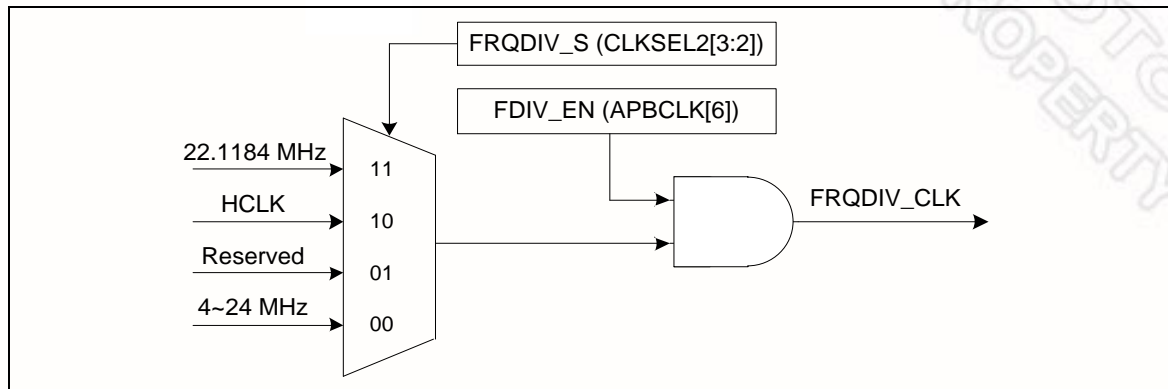 FRQDIV_S (CLKSEL2[3:2])
FDIV_EN (APBCLK[6])
22.1184 MHz
11
HCLK
10
Reserved
01
4~24 MHz
00
FRQDIV_CLK
PROPERTY